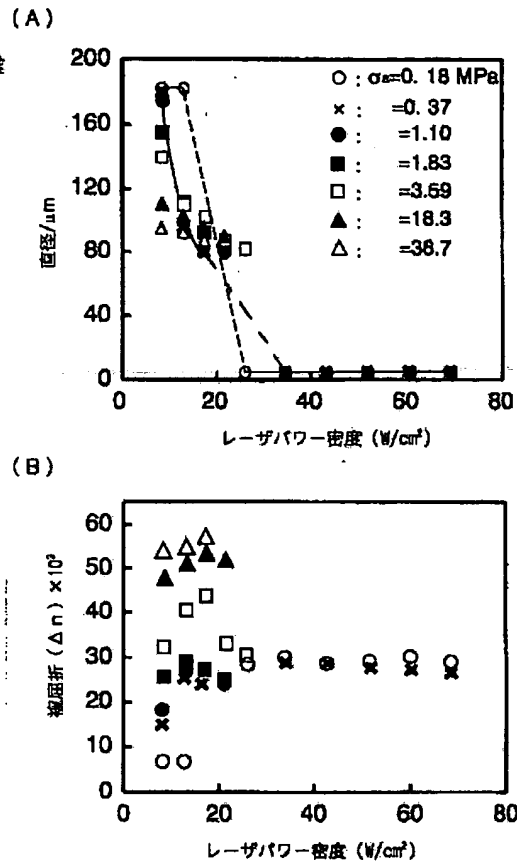 (A)
200
160
120
80
40
0
直径/μm
○ : σa=0. 18 MPa
× : =0. 37
● : =1.10
■ : =1.83
□ : =3.59
▲ : =18.3
△ : =36.7
0 20 40 60 80
レーザパワー密度 (W/cm²)
(B)
60
50
40
30
20
10
0
複屈折 (Δn) ×10³
0 20 40 60 80
レーザパワー密度 (W/cm²)